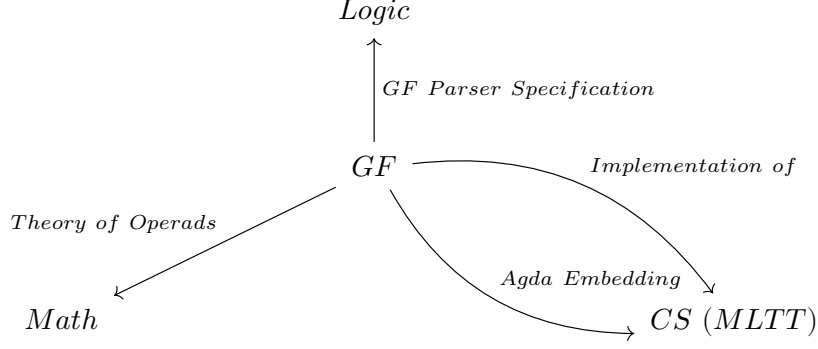 Logic
GF Parser Specification
GF
Implementation of
Theory of Operads
Agda Embedding
Math
CS (MLTT)